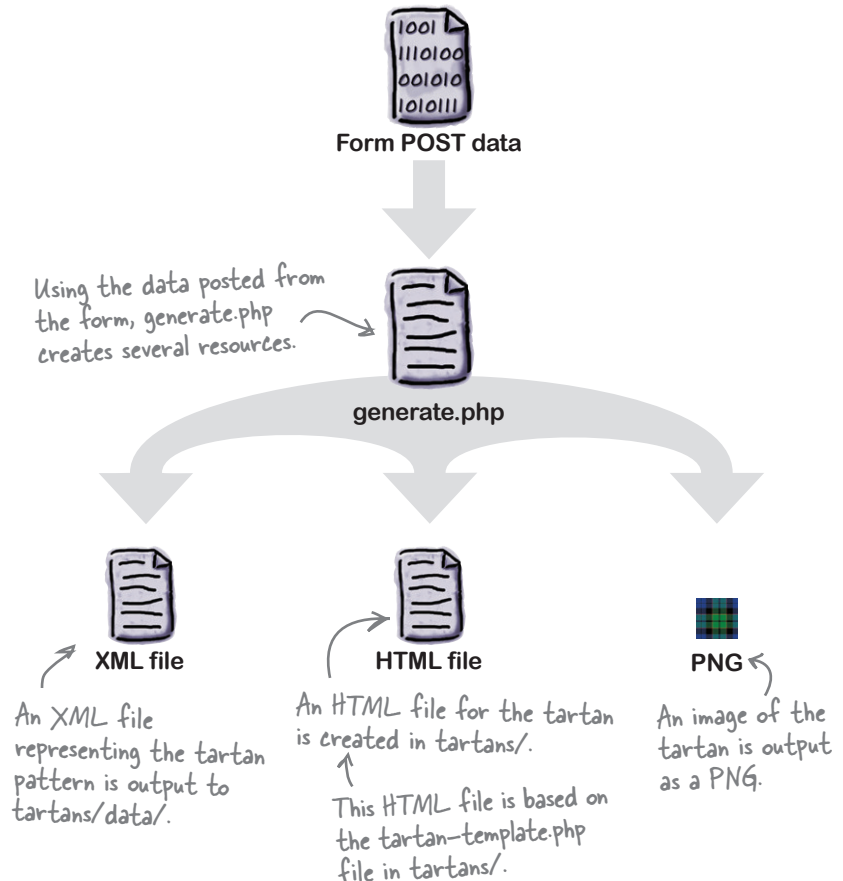 1001
1110100
001010
1010111
Form POST data
Using the data posted from
the form, generate.php
creates several resources.
generate.php
XML file
An XML file
representing the tartan
pattern is output to
tartans/data/.
HTML file
An HTML file for the tartan
is created in tartans/.
This HTML file is based on
the tartan-template.php
file in tartans/.
PNG
An image of the
tartan is output
as a PNG.